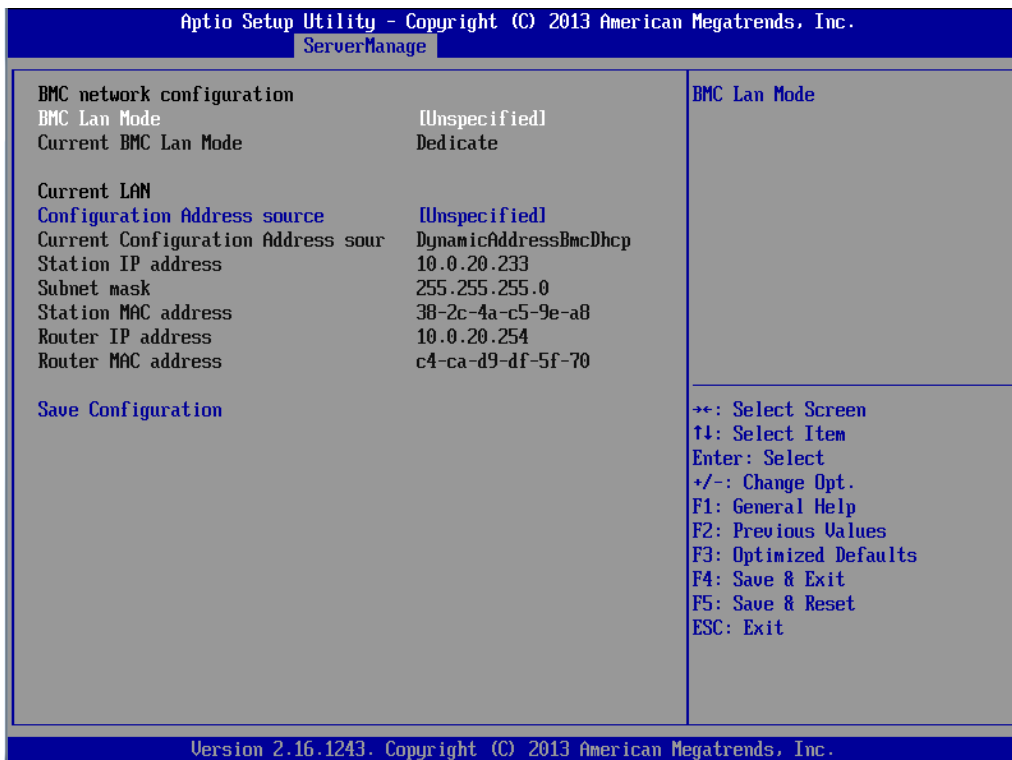 Aptio Setup Utility - Copyright (C) 2013 American Megatrends, Inc.
ServerManage
BMC network configuration
BMC Lan Mode [Unspecified]
Current BMC Lan Mode Dedicate
Current LAN
Configuration Address source [Unspecified]
Current Configuration Address sour DynamicAddressBmcDhcp
Station IP address 10.0.20.233
Subnet mask 255.255.255.0
Station MAC address 38-2c-4a-c5-9e-a8
Router IP address 10.0.20.254
Router MAC address c4-ca-d9-df-5f-70
Save Configuration
BMC Lan Mode
→←: Select Screen
↑↓: Select Item
Enter: Select
+/-: Change Opt.
F1: General Help
F2: Previous Values
F3: Optimized Defaults
F4: Save & Exit
F5: Save & Reset
ESC: Exit
Version 2.16.1243. Copyright (C) 2013 American Megatrends, Inc.